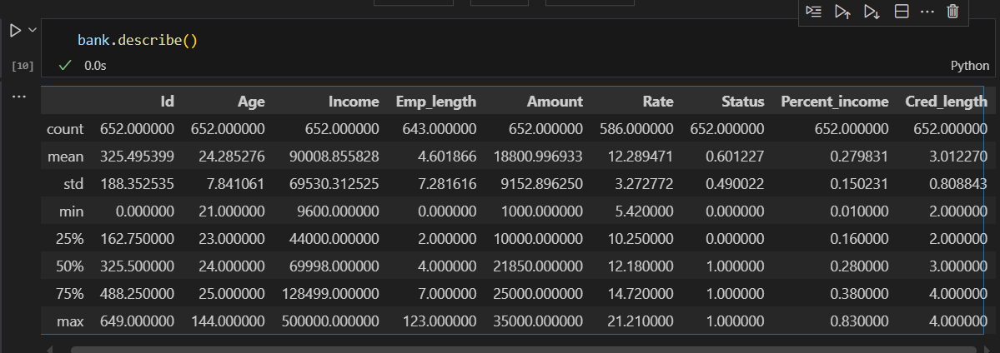 bank.describe()
[10] 0.0s Python
Id Age Income Emp_length Amount Rate Status Percent_income Cred_length
count 652.000000 652.000000 652.000000 643.000000 652.000000 586.000000 652.000000 652.000000 652.000000
mean 325.495399 24.285276 90008.855828 4.601866 18800.996933 12.289471 0.601227 0.279831 3.012270
std 188.352535 7.841061 69530.312525 7.281616 9152.896250 3.272772 0.490022 0.150231 0.808843
min 0.000000 21.000000 9600.000000 0.000000 1000.000000 5.420000 0.000000 0.010000 2.000000
25% 162.750000 23.000000 44000.000000 2.000000 10000.000000 10.250000 0.000000 0.160000 2.000000
50% 325.500000 24.000000 69998.000000 4.000000 21850.000000 12.180000 1.000000 0.280000 3.000000
75% 488.250000 25.000000 128499.000000 7.000000 25000.000000 14.720000 1.000000 0.380000 4.000000
max 649.000000 144.000000 500000.000000 123.000000 35000.000000 21.210000 1.000000 0.830000 4.000000